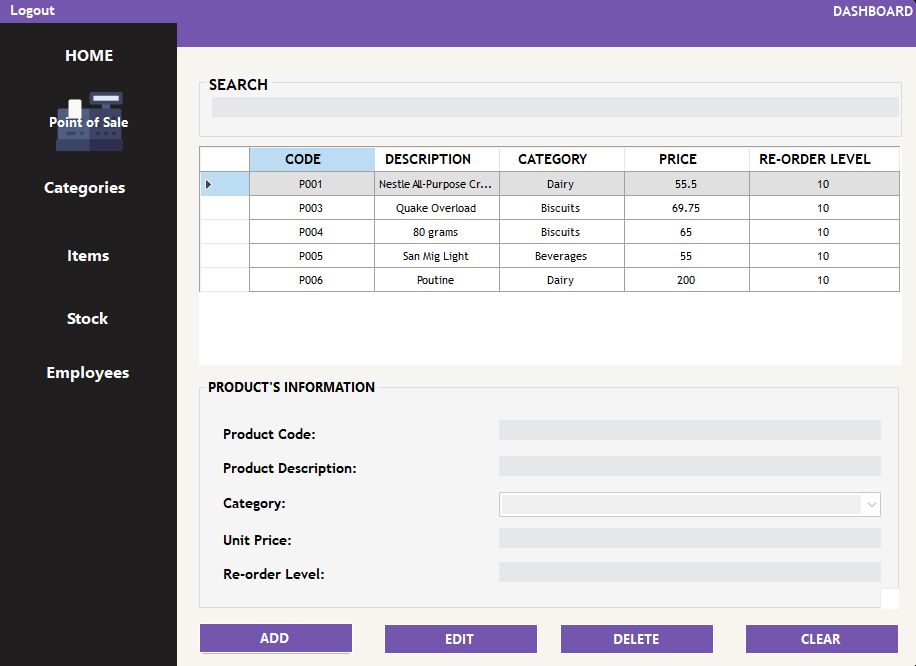 Logout
DASHBOARD
HOME
Point of Sale
Categories
Items
Stock
Employees
SEARCH
CODE DESCRIPTION CATEGORY PRICE RE-ORDER LEVEL
P001 Nestle All-Purpose Cr... Dairy 55.5 10
P003 Quake Overload Biscuits 69.75 10
P004 80 grams Biscuits 65 10
P005 San Mig Light Beverages 55 10
P006 Poutine Dairy 200 10
PRODUCT'S INFORMATION
Product Code:
Product Description:
Category:
Unit Price:
Re-order Level:
ADD EDIT DELETE CLEAR